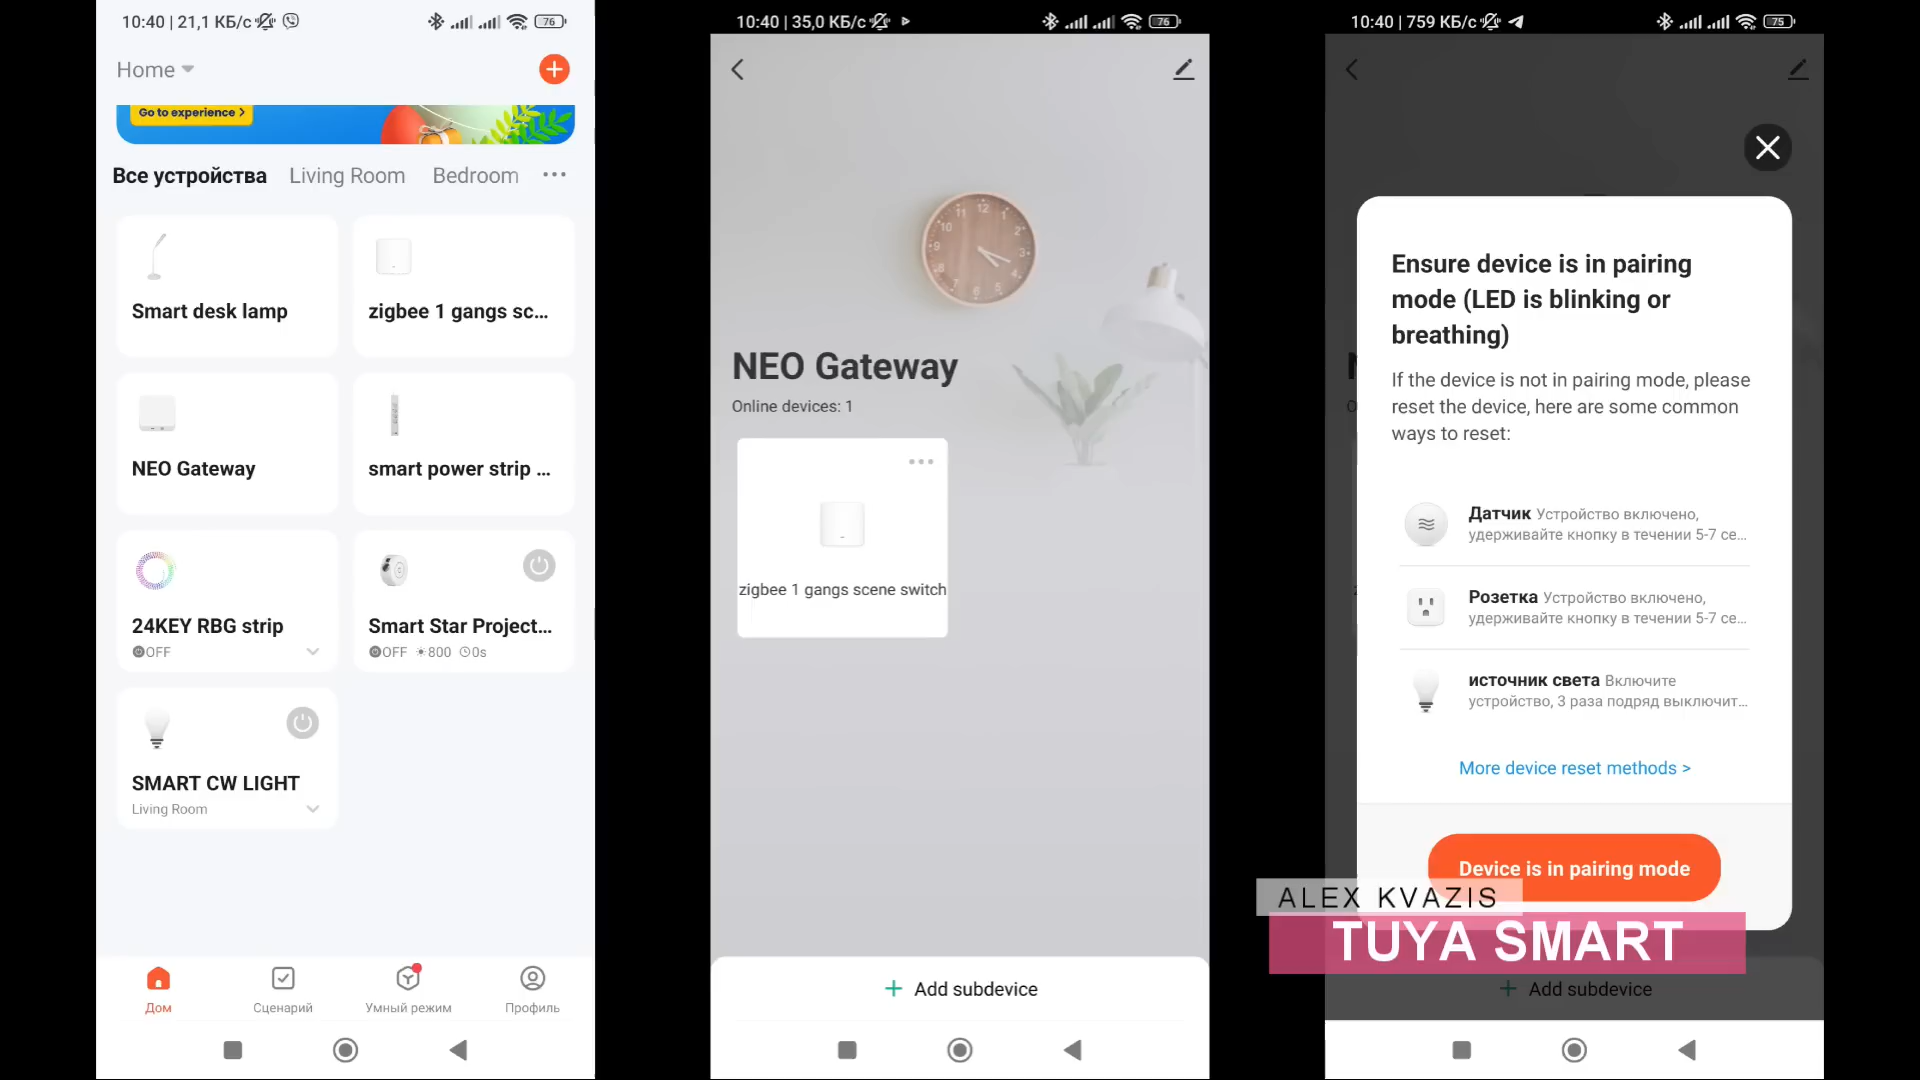 10:40 | 21,1 КБ/с
76
Home
Go to experience >
Все устройства
Living Room
Bedroom
Smart desk lamp
zigbee 1 gangs sc...
NEO Gateway
smart power strip ...
24KEY RBG strip
OFF
Smart Star Project...
OFF 800 0s
SMART CW LIGHT
Living Room
Дом
Сценарий
Умный режим
Профиль
10:40 | 35,0 КБ/с
76
NEO Gateway
Online devices: 1
zigbee 1 gangs scene switch
+ Add subdevice
10:40 | 759 КБ/с
75
Ensure device is in pairing
mode (LED is blinking or
breathing)
If the device is not in pairing mode, please
reset the device, here are some common
ways to reset:
Датчик Устройство включено,
удерживайте кнопку в течении 5-7 се...
Розетка Устройство включено,
удерживайте кнопку в течении 5-7 се...
источник света Включите
устройство, 3 раза подряд выключит...
More device reset methods >
Device is in pairing mode
ALEX KVAZIS
TUYA SMART
+ Add subdevice